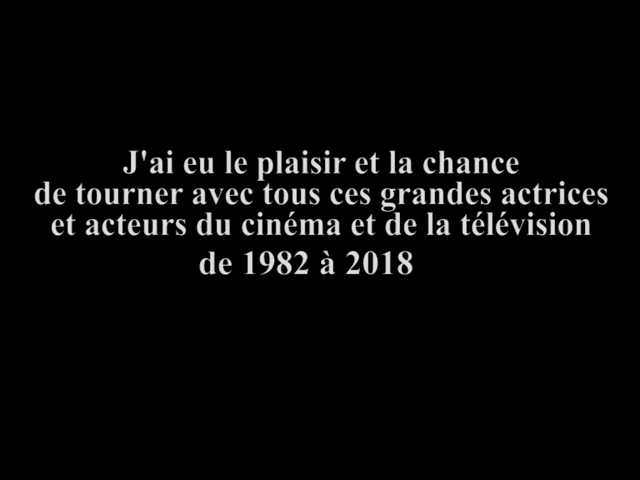 J'ai eu le plaisir et la chance
de tourner avec tous ces grandes actrices
et acteurs du cinéma et de la télévision
de 1982 à 2018